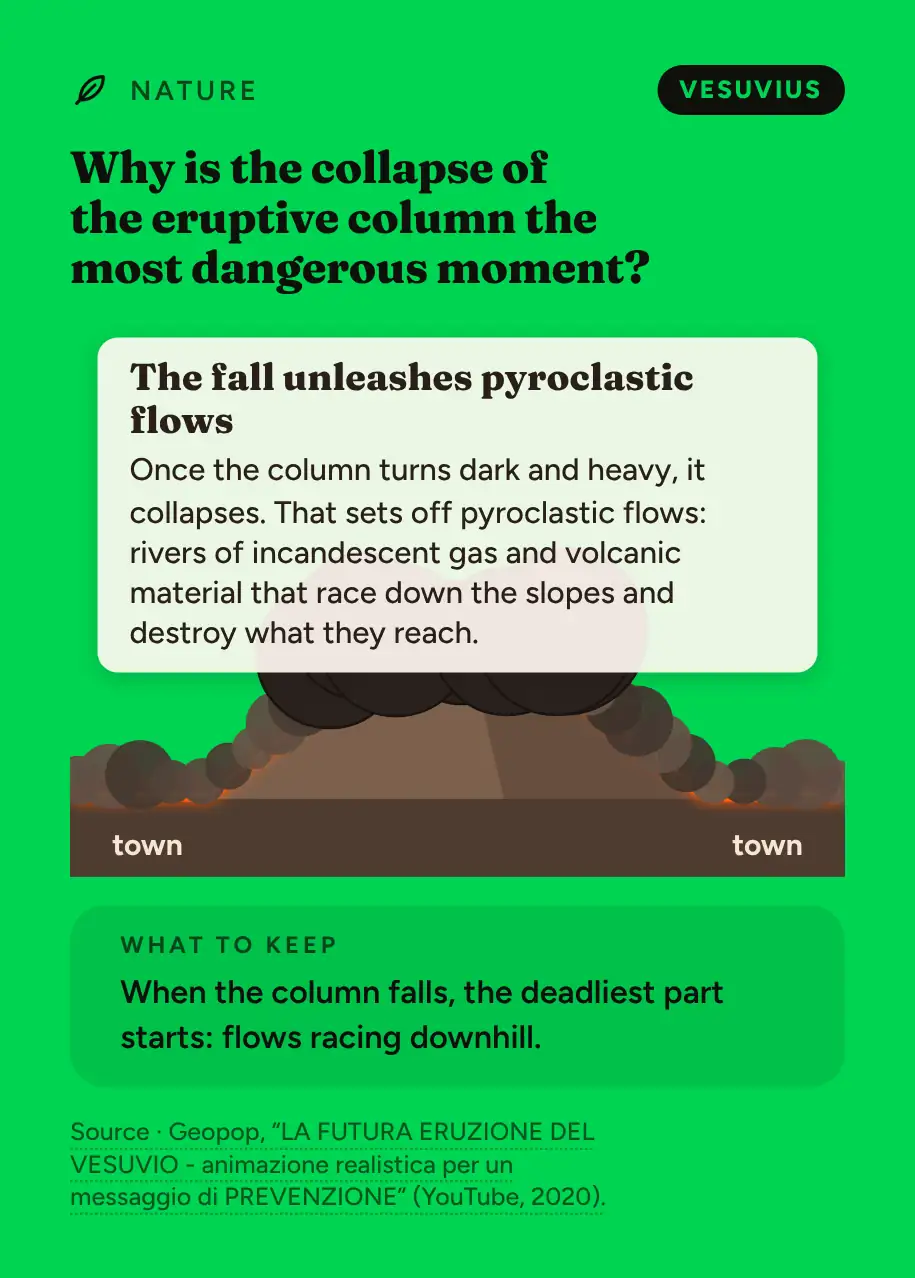 NATURE
VESUVIUS
Why is the collapse of
the eruptive column the
most dangerous moment?
The fall unleashes pyroclastic
flows
Once the column turns dark and heavy, it
collapses. That sets off pyroclastic flows:
rivers of incandescent gas and volcanic
material that race down the slopes and
destroy what they reach.
town
town
WHAT TO KEEP
When the column falls, the deadliest part
starts: flows racing downhill.
Source · Geopop, “LA FUTURA ERUZIONE DEL
VESUVIO - animazione realistica per un
messaggio di PREVENZIONE” (YouTube, 2020).